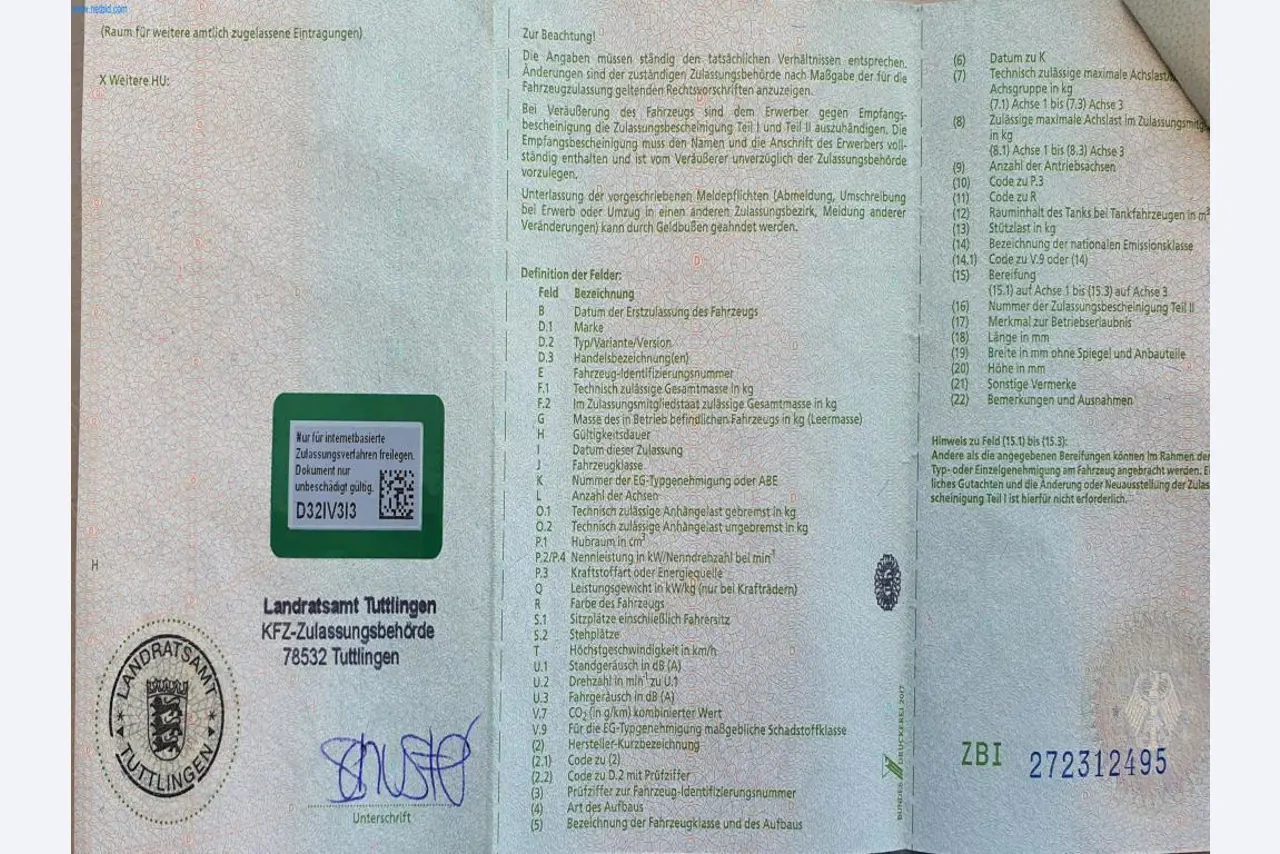 www.netbid.com
(Raum für weitere amtlich zugelassene Eintragungen)
X Weitere HU:
Nur für internetbasierte
Zulassungsverfahren freilegen.
Dokument nur
unbeschädigt gültig.
D32IV3I3
H
Landratsamt Tuttlingen
KFZ-Zulassungsbehörde
78532 Tuttlingen
LANDRATSAMT
TUTTLINGEN
Unterschrift
Zur Beachtung!
Die Angaben müssen ständig den tatsächlichen Verhältnissen entsprechen.
Änderungen sind der zuständigen Zulassungsbehörde nach Maßgabe der für die
Fahrzeugzulassung geltenden Rechtsvorschriften anzuzeigen.
Bei Veräußerung des Fahrzeugs sind dem Erwerber gegen Empfangs-
bescheinigung die Zulassungsbescheinigung Teil I und Teil II auszuhändigen. Die
Empfangsbescheinigung muss den Namen und die Anschrift des Erwerbers voll-
ständig enthalten und ist vom Veräußerer unverzüglich der Zulassungsbehörde
vorzulegen.
Unterlassung der vorgeschriebenen Meldepflichten (Abmeldung, Umschreibung
bei Erwerb oder Umzug in einen anderen Zulassungsbezirk, Meldung anderer
Veränderungen) kann durch Geldbußen geahndet werden.
Definition der Felder:
Feld Bezeichnung
B Datum der Erstzulassung des Fahrzeugs
D.1 Marke
D.2 Typ/Variante/Version
D.3 Handelsbezeichnung(en)
E Fahrzeug-Identifizierungsnummer
F.1 Technisch zulässige Gesamtmasse in kg
F.2 Im Zulassungsmitgliedstaat zulässige Gesamtmasse in kg
G Masse des in Betrieb befindlichen Fahrzeugs in kg (Leermasse)
H Gültigkeitsdauer
I Datum dieser Zulassung
J Fahrzeugklasse
K Nummer der EG-Typgenehmigung oder ABE
L Anzahl der Achsen
O.1 Technisch zulässige Anhängelast gebremst in kg
O.2 Technisch zulässige Anhängelast ungebremst in kg
P.1 Hubraum in cm³
P.2/P.4 Nennleistung in kW/Nenndrehzahl bei min⁻¹
P.3 Kraftstoffart oder Energiequelle
Q Leistungsgewicht in kW/kg (nur bei Krafträdern)
R Farbe des Fahrzeugs
S.1 Sitzplätze einschließlich Fahrersitz
S.2 Stehplätze
T Höchstgeschwindigkeit in km/h
U.1 Standgeräusch in dB (A)
U.2 Drehzahl in min⁻¹ zu U.1
U.3 Fahrgeräusch in dB (A)
V.7 CO₂ (in g/km) kombinierter Wert
V.9 Für die EG-Typgenehmigung maßgebliche Schadstoffklasse
(2) Hersteller-Kurzbezeichnung
(2.1) Code zu (2)
(2.2) Code zu D.2 mit Prüfziffer
(3) Prüfziffer zur Fahrzeug-Identifizierungsnummer
(4) Art des Aufbaus
(5) Bezeichnung der Fahrzeugklasse und des Aufbaus
BUNDESDRUCKEREI 2017
(6) Datum zu K
(7) Technisch zulässige maximale Achslast/
Achsgruppe in kg
(7.1) Achse 1 bis (7.3) Achse 3
(8) Zulässige maximale Achslast im Zulassungsmitg
in kg
(8.1) Achse 1 bis (8.3) Achse 3
(9) Anzahl der Antriebsachsen
(10) Code zu P.3
(11) Code zu R
(12) Rauminhalt des Tanks bei Tankfahrzeugen in m³
(13) Stützlast in kg
(14) Bezeichnung der nationalen Emissionsklasse
(14.1) Code zu V.9 oder (14)
(15) Bereifung
(15.1) auf Achse 1 bis (15.3) auf Achse 3
(16) Nummer der Zulassungsbescheinigung Teil II
(17) Merkmal zur Betriebserlaubnis
(18) Länge in mm
(19) Breite in mm ohne Spiegel und Anbauteile
(20) Höhe in mm
(21) Sonstige Vermerke
(22) Bemerkungen und Ausnahmen
Hinweis zu Feld (15.1) bis (15.3):
Andere als die angegebenen Bereifungen können im Rahmen der
Typ- oder Einzelgenehmigung am Fahrzeug angebracht werden. E
liches Gutachten und die Änderung oder Neuausstellung der Zulas
scheinigung Teil I ist hierfür nicht erforderlich.
ZBI 272312495